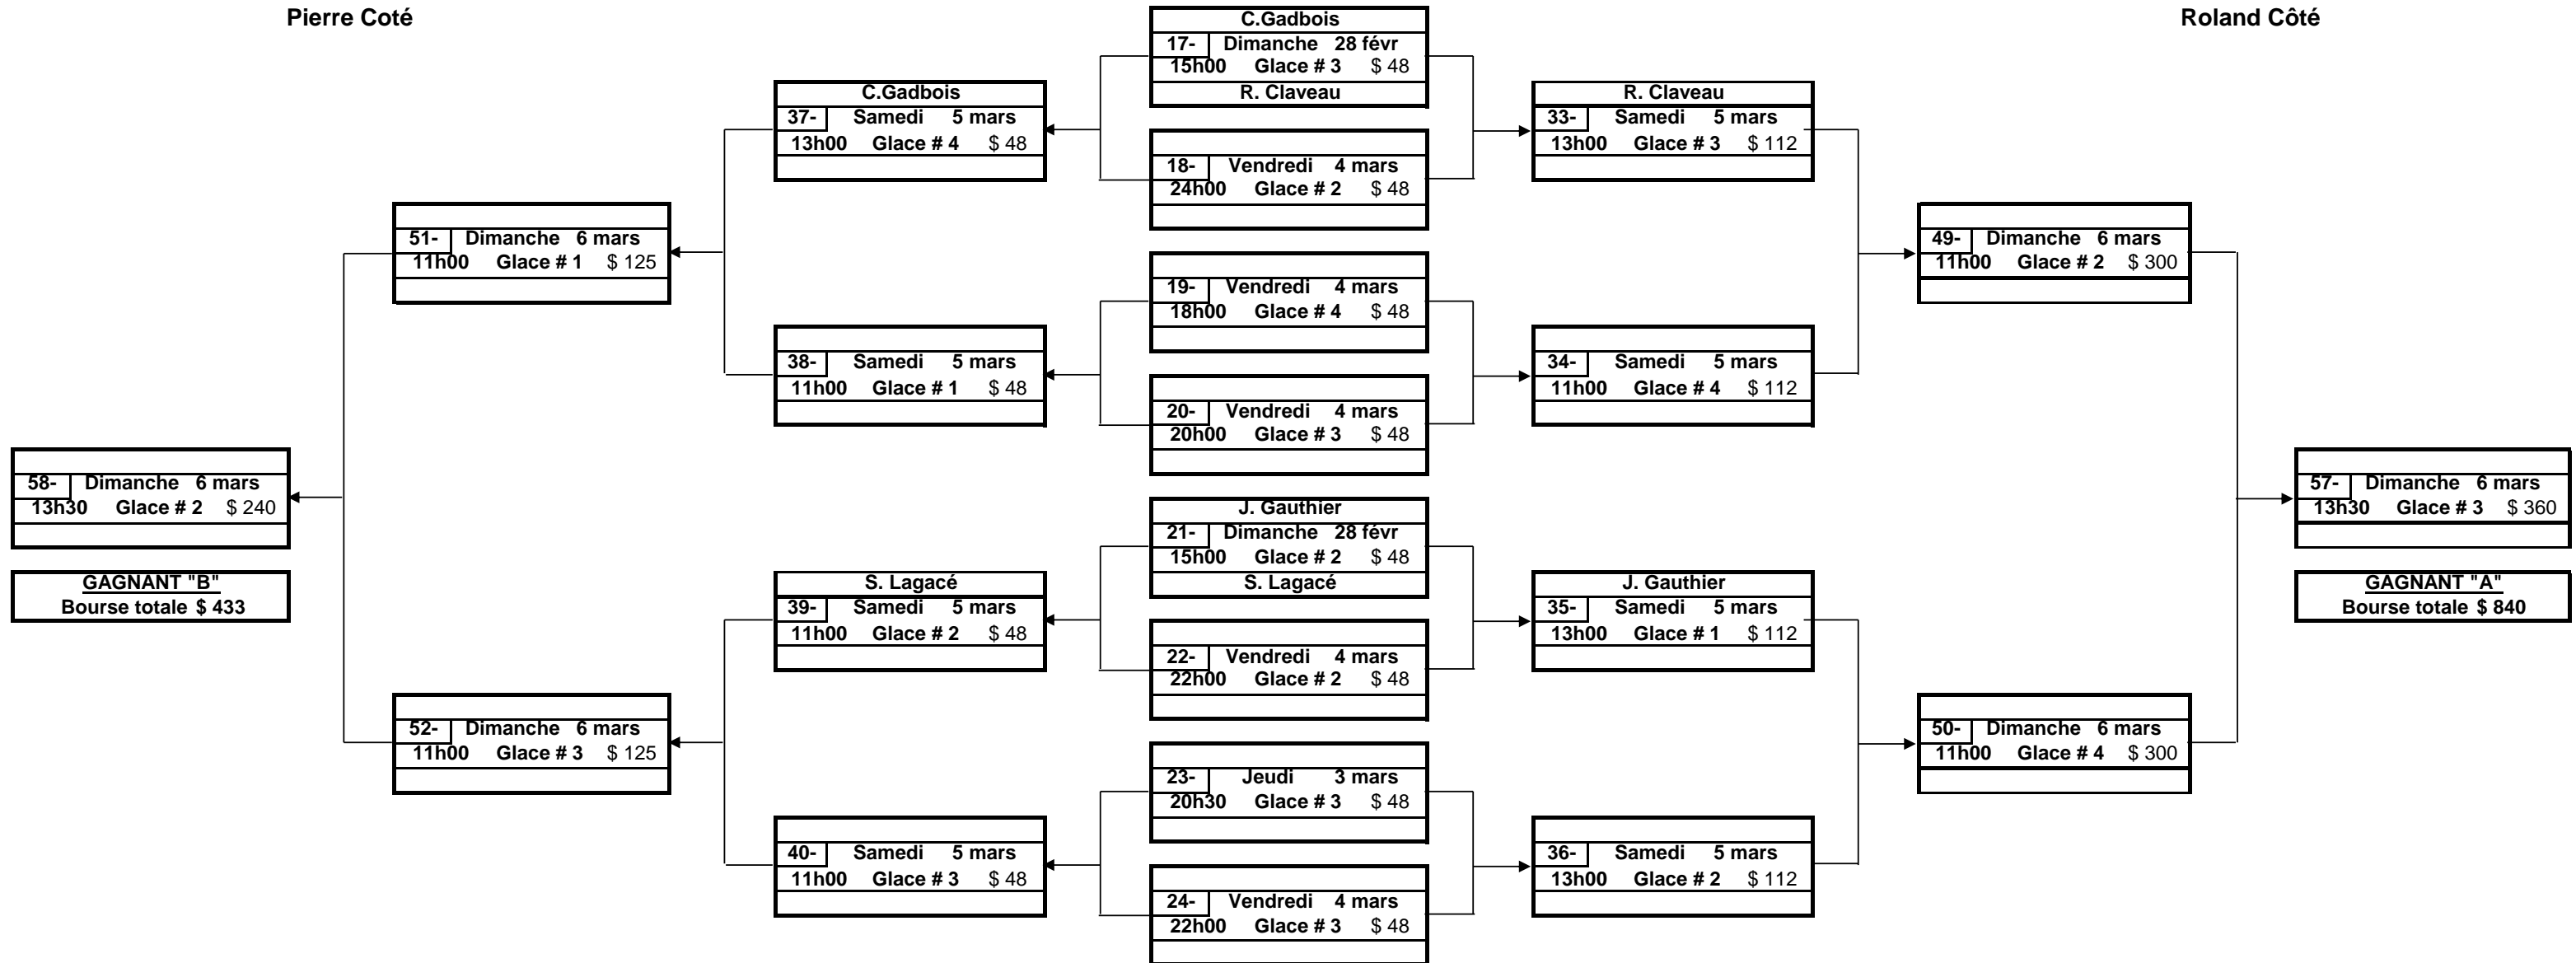 Pierre Coté
Roland Côté
C.Gadbois
17- Dimanche 28 févr
15h00 Glace # 3 $ 48
R. Claveau
C.Gadbois
37- Samedi 5 mars
13h00 Glace # 4 $ 48
R. Claveau
33- Samedi 5 mars
13h00 Glace # 3 $ 112
18- Vendredi 4 mars
24h00 Glace # 2 $ 48
51- Dimanche 6 mars
11h00 Glace # 1 $ 125
49- Dimanche 6 mars
11h00 Glace # 2 $ 300
19- Vendredi 4 mars
18h00 Glace # 4 $ 48
38- Samedi 5 mars
11h00 Glace # 1 $ 48
34- Samedi 5 mars
11h00 Glace # 4 $ 112
20- Vendredi 4 mars
20h00 Glace # 3 $ 48
58- Dimanche 6 mars
13h30 Glace # 2 $ 240
57- Dimanche 6 mars
13h30 Glace # 3 $ 360
J. Gauthier
21- Dimanche 28 févr
15h00 Glace # 2 $ 48
S. Lagacé
GAGNANT "B"
Bourse totale $ 433
S. Lagacé
39- Samedi 5 mars
11h00 Glace # 2 $ 48
J. Gauthier
35- Samedi 5 mars
13h00 Glace # 1 $ 112
GAGNANT "A"
Bourse totale $ 840
22- Vendredi 4 mars
22h00 Glace # 2 $ 48
52- Dimanche 6 mars
11h00 Glace # 3 $ 125
50- Dimanche 6 mars
11h00 Glace # 4 $ 300
23- Jeudi 3 mars
20h30 Glace # 3 $ 48
40- Samedi 5 mars
11h00 Glace # 3 $ 48
36- Samedi 5 mars
13h00 Glace # 2 $ 112
24- Vendredi 4 mars
22h00 Glace # 3 $ 48